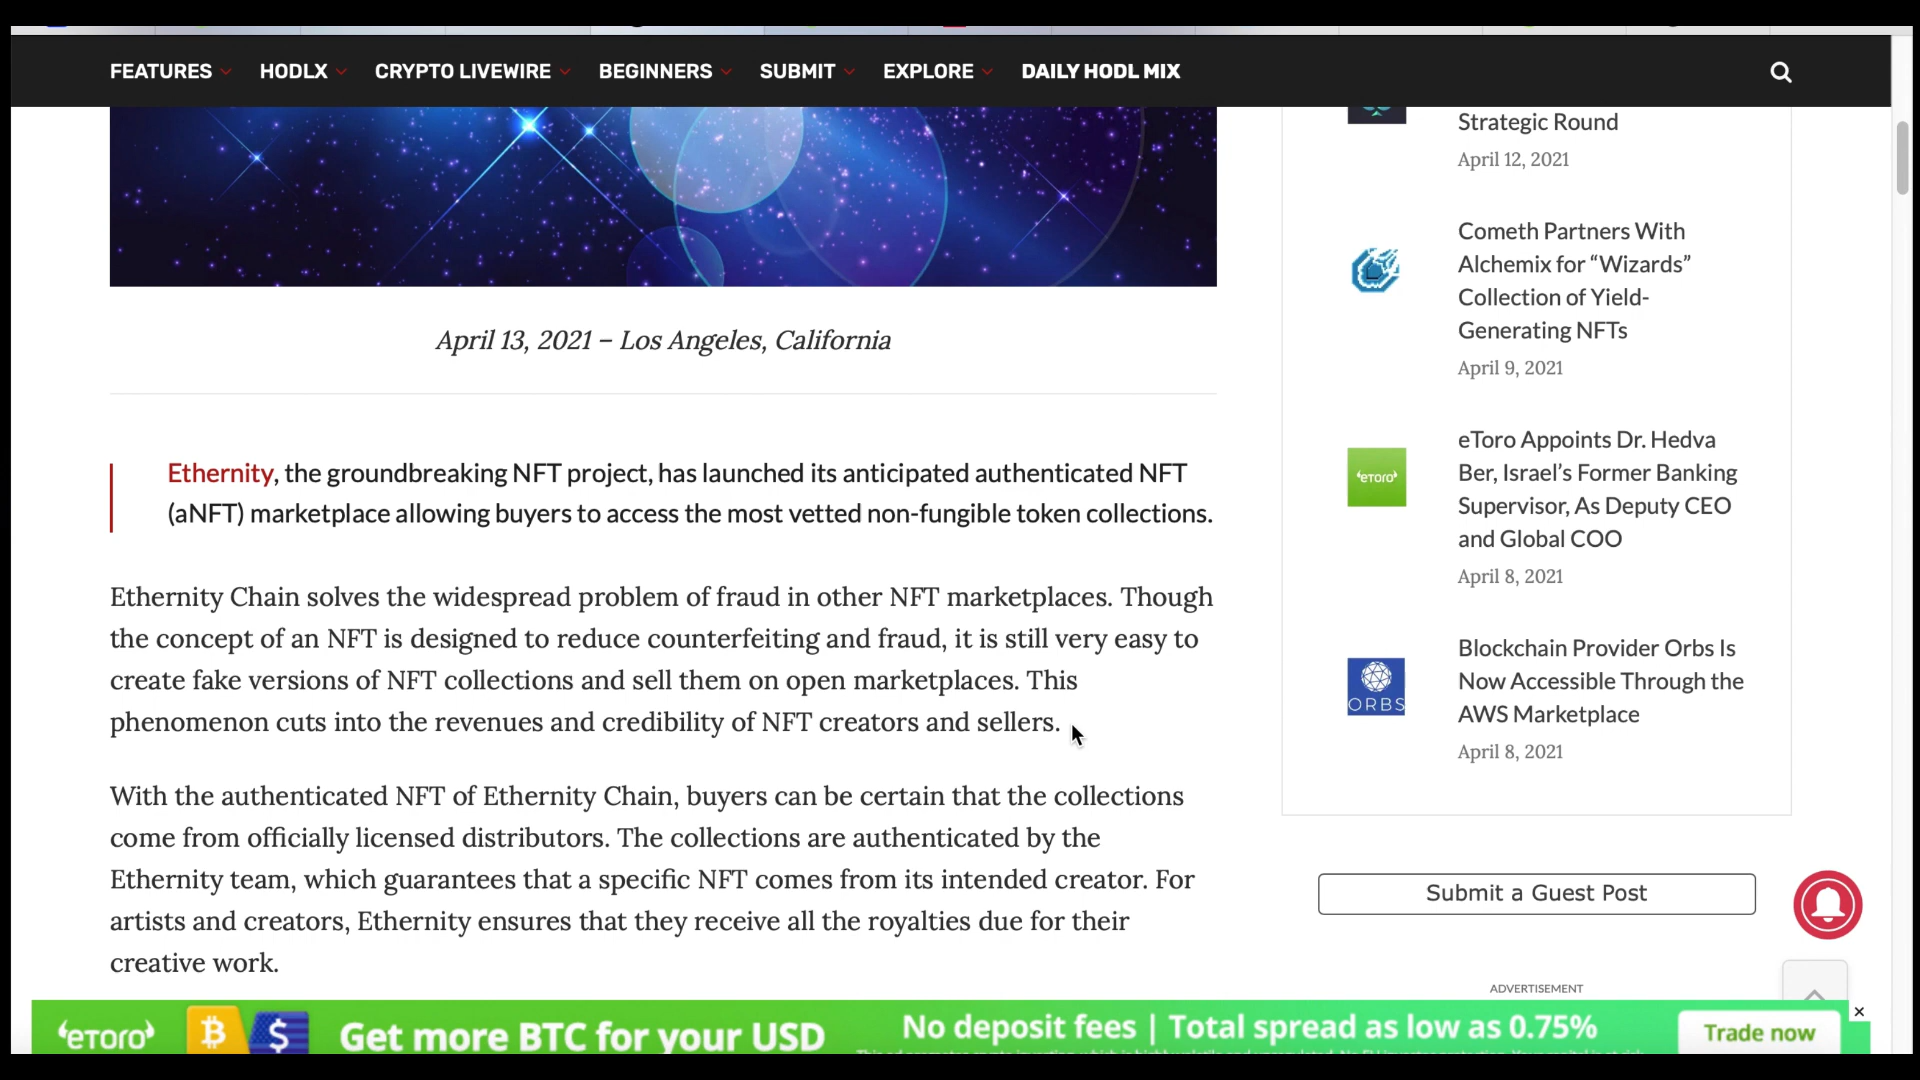 FEATURES HODLX CRYPTO LIVEWIRE BEGINNERS SUBMIT EXPLORE DAILY HODL MIX
April 13, 2021 – Los Angeles, California
Ethernity, the groundbreaking NFT project, has launched its anticipated authenticated NFT
(aNFT) marketplace allowing buyers to access the most vetted non-fungible token collections.
Ethernity Chain solves the widespread problem of fraud in other NFT marketplaces. Though
the concept of an NFT is designed to reduce counterfeiting and fraud, it is still very easy to
create fake versions of NFT collections and sell them on open marketplaces. This
phenomenon cuts into the revenues and credibility of NFT creators and sellers.
With the authenticated NFT of Ethernity Chain, buyers can be certain that the collections
come from officially licensed distributors. The collections are authenticated by the
Ethernity team, which guarantees that a specific NFT comes from its intended creator. For
artists and creators, Ethernity ensures that they receive all the royalties due for their
creative work.
Strategic Round
April 12, 2021
Cometh Partners With
Alchemix for “Wizards”
Collection of Yield-
Generating NFTs
April 9, 2021
eToro
eToro Appoints Dr. Hedva
Ber, Israel’s Former Banking
Supervisor, As Deputy CEO
and Global COO
April 8, 2021
ORBS
Blockchain Provider Orbs Is
Now Accessible Through the
AWS Marketplace
April 8, 2021
Submit a Guest Post
ADVERTISEMENT
eToro Get more BTC for your USD
No deposit fees | Total spread as low as 0.75%
Trade now